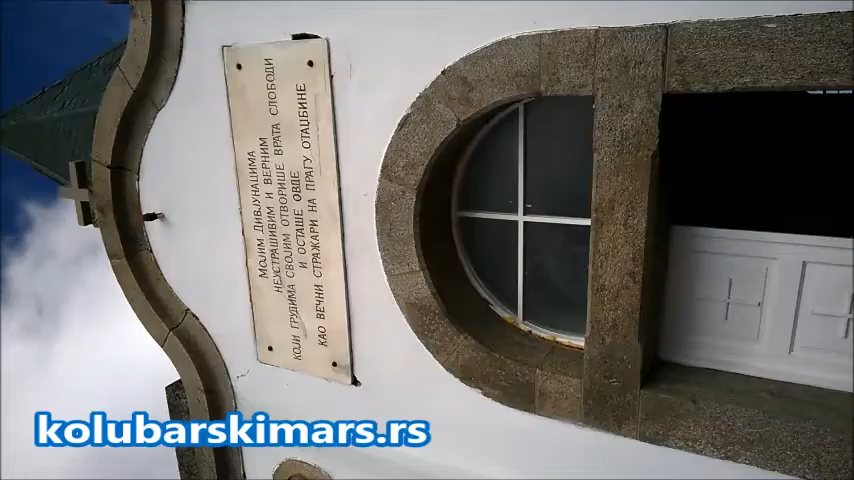 МОЈИМ ДИВЈУНАЦИМА
НЕУСТРАШИВИМ И ВЕРНИМ
КОЈИ ГРУДИМА СВОЈИМ ОТВОРИШЕ ВРАТА СЛОБОДИ
И ОСТАШЕ ОВДЕ
КАО ВЕЧНИ СТРАЖАРИ НА ПРАГУ ОТАЏБИНЕ
kolubarskimars.rs